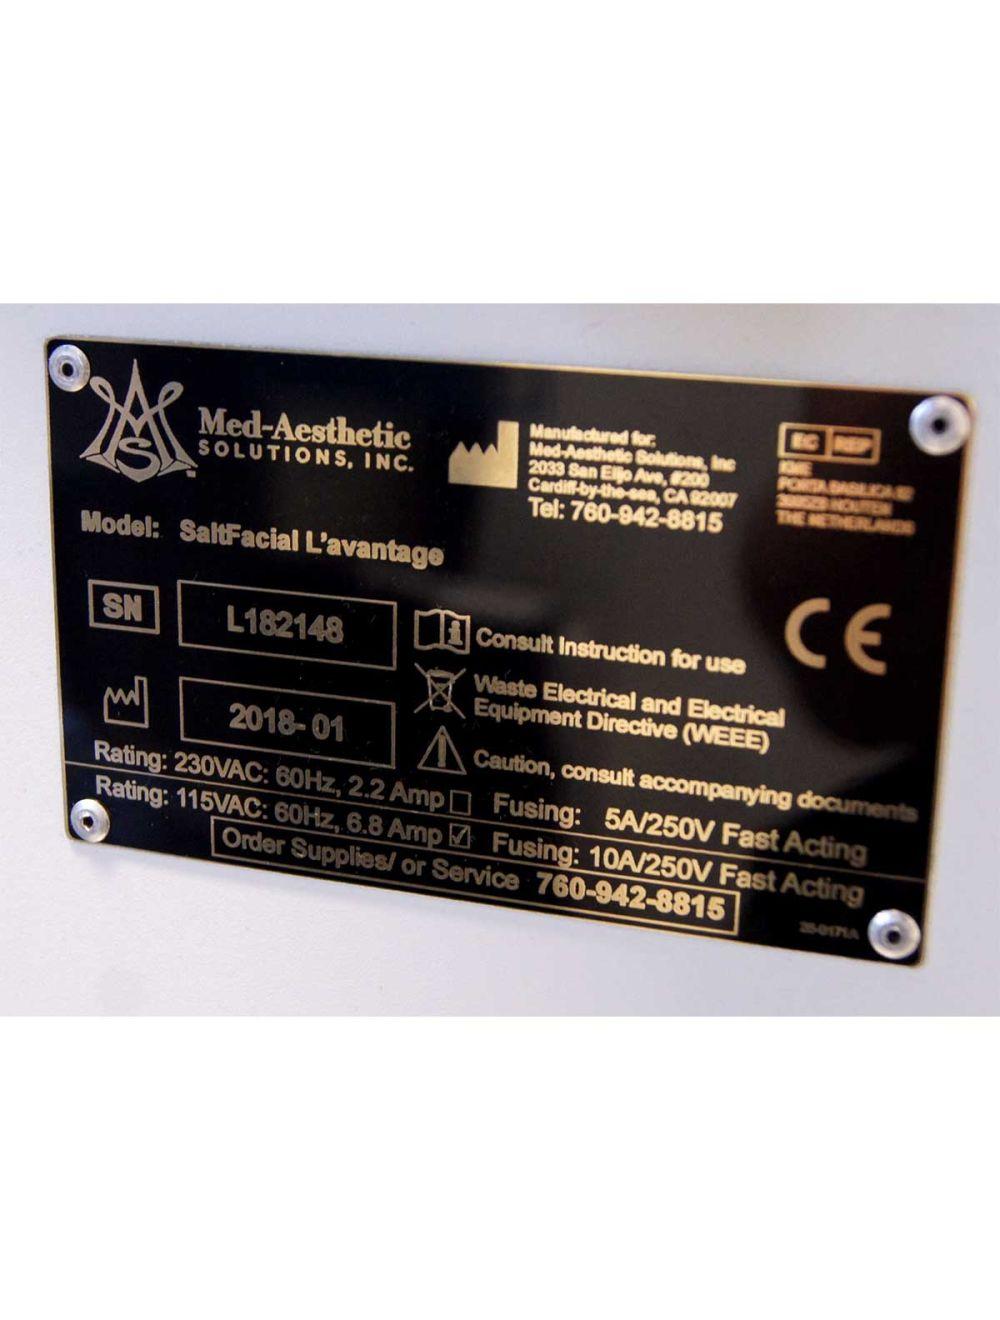 Med-Aesthetic
SOLUTIONS, INC.
Manufactured for:
Med-Aesthetic Solutions, Inc
2033 San Elijo Ave, #200
Cardiff-by-the-sea, CA 92007
Tel: 760-942-8815
EC REP
PORTA BASILICA
HOUTEN
THE NETHERLANDS
Model: SaltFacial L'avantage
SN L182148
2018-01
Consult Instruction for use
Waste Electrical and Electrical
Equipment Directive (WEEE)
Caution, consult accompanying documents
CE
Rating: 230VAC: 60Hz, 2.2 Amp ☐ Fusing: 5A/250V Fast Acting
Rating: 115VAC: 60Hz, 6.8 Amp ☑ Fusing: 10A/250V Fast Acting
Order Supplies/ or Service 760-942-8815